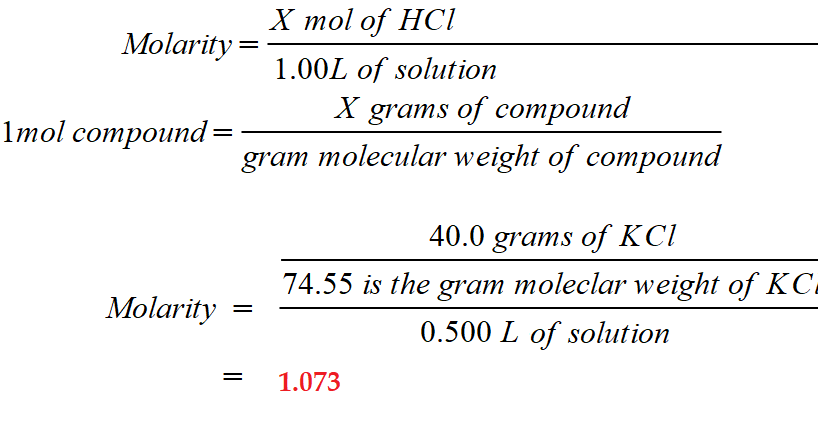 Molarity = X mol of HCl / 1.00L of solution
1mol compound = X grams of compound / gram molecular weight of compound
Molarity = 40.0 grams of KCl / 74.55 is the gram moleclar weight of KCl / 0.500 L of solution
= 1.073